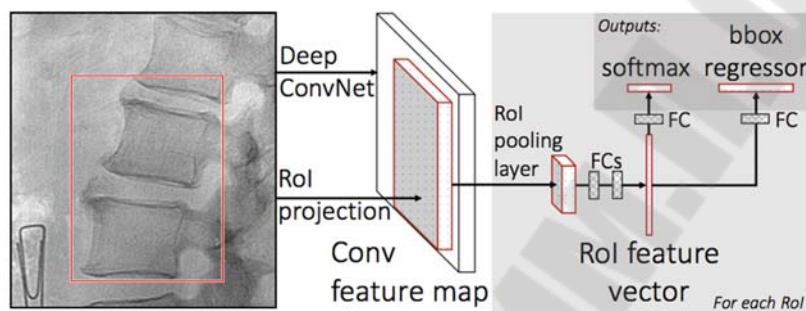 Deep
ConvNet
RoI
projection
Conv
feature map
RoI
pooling
layer
FCs
RoI feature
vector
Outputs:
softmax
bbox
regressor
FC
FC
For each RoI